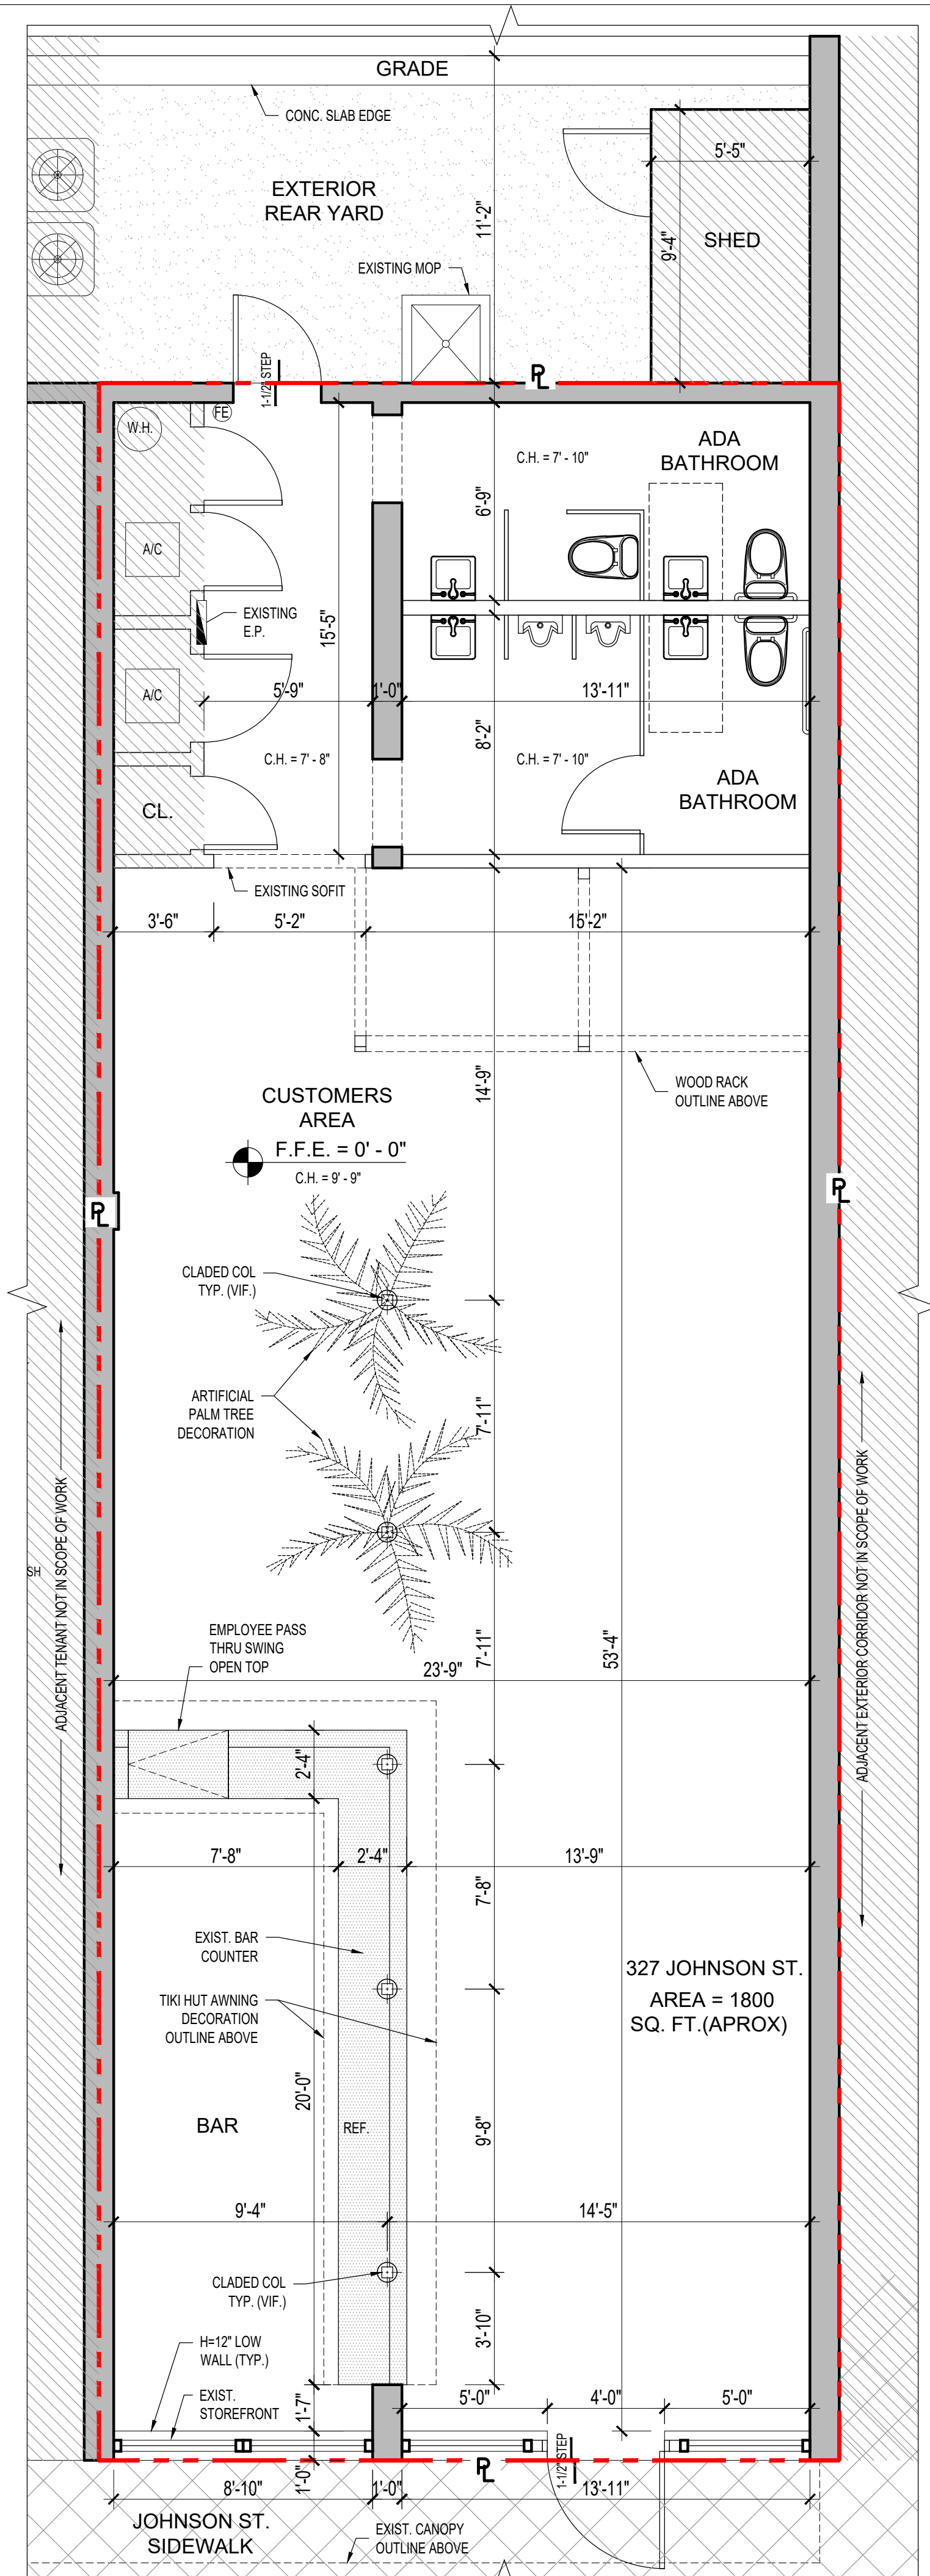 GRADE
CONC. SLAB EDGE
5'-5"
EXTERIOR
REAR YARD
11'-2"
9'-4"
SHED
EXISTING MOP
1-1/2" STEP
PL
FE
W.H.
ADA
BATHROOM
C.H. = 7' - 10"
6'-9"
A/C
EXISTING
E.P.
15'-5"
A/C
5'-9"
1'-0"
13'-11"
8'-2"
C.H. = 7' - 8"
C.H. = 7' - 10"
ADA
BATHROOM
CL.
EXISTING SOFIT
3'-6"
5'-2"
15'-2"
14'-9"
WOOD RACK
OUTLINE ABOVE
CUSTOMERS
AREA
F.F.E. = 0' - 0"
C.H. = 9' - 9"
PL
PL
CLADED COL
TYP. (VIF.)
ARTIFICIAL
PALM TREE
DECORATION
7'-11"
ADJACENT TENANT NOT IN SCOPE OF WORK
ADJACENT EXTERIOR CORRIDOR NOT IN SCOPE OF WORK
SH
EMPLOYEE PASS
THRU SWING
OPEN TOP
7'-11"
53'-4"
23'-9"
2'-4"
7'-8"
2'-4"
13'-9"
7'-8"
EXIST. BAR
COUNTER
327 JOHNSON ST.
AREA = 1800
SQ. FT.(APROX)
TIKI HUT AWNING
DECORATION
OUTLINE ABOVE
20'-0"
BAR
REF.
9'-8"
9'-4"
14'-5"
CLADED COL
TYP. (VIF.)
3'-10"
H=12" LOW
WALL (TYP.)
EXIST.
STOREFRONT
1'-7"
5'-0"
4'-0"
5'-0"
PL
1-1/2" STEP
1'-0"
8'-10"
1'-0"
13'-11"
JOHNSON ST.
SIDEWALK
EXIST. CANOPY
OUTLINE ABOVE